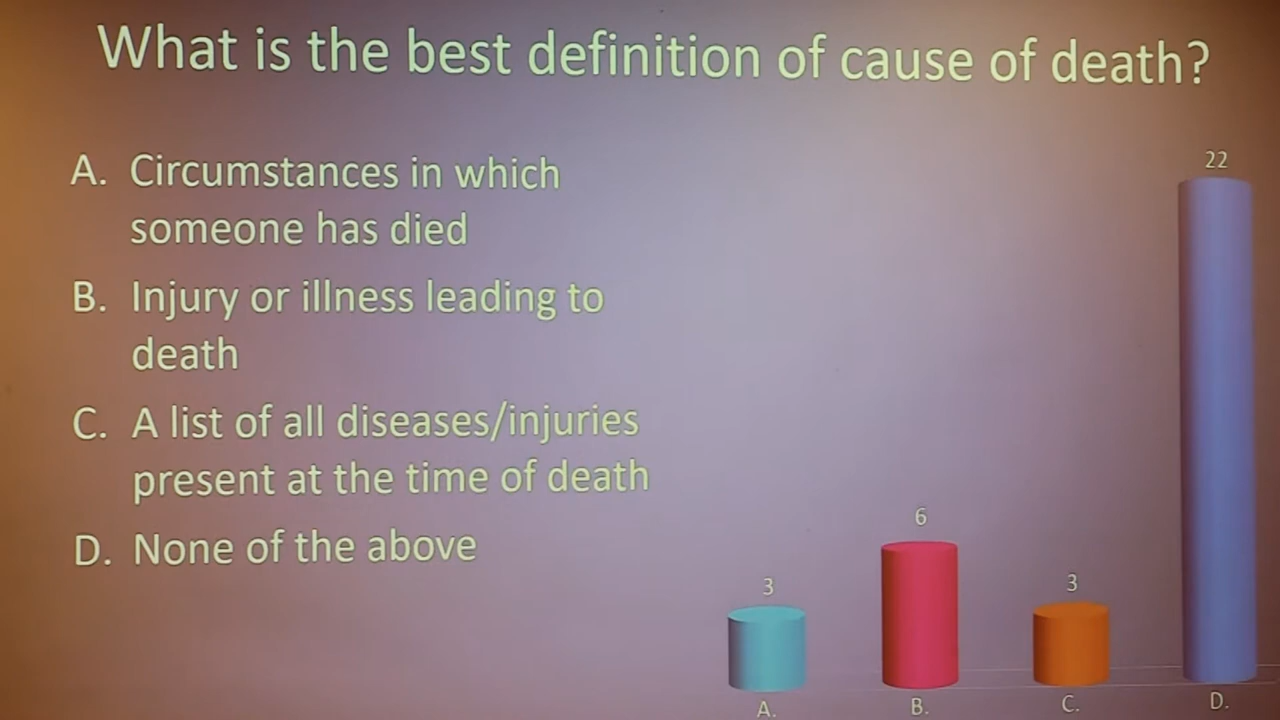 What is the best definition of cause of death?
A. Circumstances in which
someone has died
B. Injury or illness leading to
death
C. A list of all diseases/injuries
present at the time of death
D. None of the above
22
6
3
3
A.
B.
C.
D.